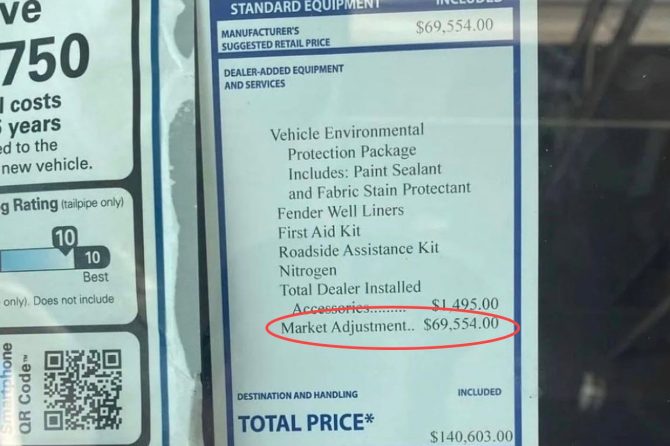 ve
750
l costs
5 years
ed to the
new vehicle.
g Rating (tailpipe only)
10
10
Best
only). Does not include
Smartphone
QR Code™
STANDARD EQUIPMENT INCLUDED
MANUFACTURER'S
SUGGESTED RETAIL PRICE
$69,554.00
DEALER-ADDED EQUIPMENT
AND SERVICES
Vehicle Environmental
Protection Package
Includes: Paint Sealant
and Fabric Stain Protectant
Fender Well Liners
First Aid Kit
Roadside Assistance Kit
Nitrogen
Total Dealer Installed
Accessories......... $1,495.00
Market Adjustment.. $69,554.00
DESTINATION AND HANDLING INCLUDED
TOTAL PRICE* $140,603.00